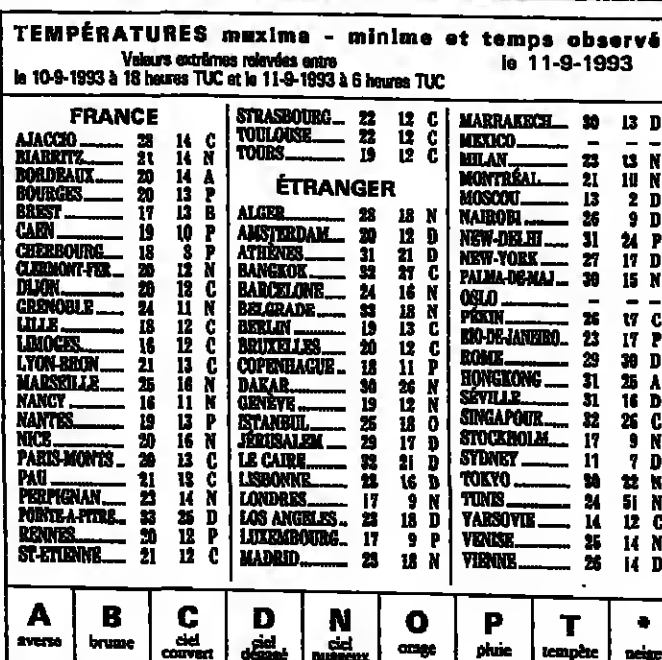 TEMPÉRATURES maxima - minima et temps observé
Valeurs extrêmes relevées entre
le 10-9-1993 à 18 heures TUC et le 11-9-1993 à 6 heures TUC
le 11-9-1993
FRANCE
AJACCIO 28 14 C
BIARRITZ 21 14 N
BORDEAUX 20 14 A
BOURGES 20 13 P
BREST 17 13 B
CAEN 19 10 P
CHERBOURG 18 8 P
CLERMONT-FER. 20 12 N
DIJON 20 12 C
GRENOBLE 24 11 N
LILLE 18 12 C
LIMOGES 16 12 C
LYON-BRON 21 13 C
MARSEILLE 25 16 N
NANCY 16 11 N
NANTES 19 13 P
NICE 20 16 N
PARIS-MONTS 20 13 C
PAU 21 13 C
PERPIGNAN 23 14 N
POINTE-A-PITRE 33 25 D
RENNES 20 12 P
ST-ETIENNE 21 12 C
STRASBOURG 22 12 C
TOULOUSE 22 12 C
TOURS 19 12 C
ÉTRANGER
ALGER 28 18 N
AMSTERDAM 20 12 D
ATHÈNES 31 21 D
BANGKOK 32 27 C
BARCELONE 24 16 N
BELGRADE 33 18 N
BERLIN 19 13 C
BRUXELLES 20 12 C
COPENHAGUE 18 11 P
DAKAR 30 26 N
GENÈVE 19 12 N
ISTANBUL 25 18 O
JÉRUSALEM 29 17 D
LE CAIRE 32 21 D
LISBONNE 23 16 D
LONDRES 17 9 N
LOS ANGELES 23 18 D
LUXEMBOURG 17 9 P
MADRID 23 18 N
MARRAKECH 30 13 D
MEXICO - - -
MILAN 23 13 N
MONTRÉAL 21 10 N
MOSCOU 13 2 D
NAIROBI 26 9 D
NEW-DELHI 31 24 P
NEW-YORK 27 17 D
PALMA-DE-MAJ. 30 15 N
OSLO - - -
PÉKIN 26 17 C
RIO-DE-JANEIRO 23 17 P
ROME 29 30 D
HONGKONG 31 25 A
SÉVILLE 31 16 D
SINGAPOUR 32 26 C
STOCKHOLM 17 9 N
SYDNEY 11 7 D
TOKYO 30 22 N
TUNIS 24 51 N
VARSOVIE 14 12 C
VENISE 25 14 N
VIENNE 26 14 D
A B C D N O P T *
averse brume ciel couvert ciel dégagé ciel nuageux orage pluie tempête neige